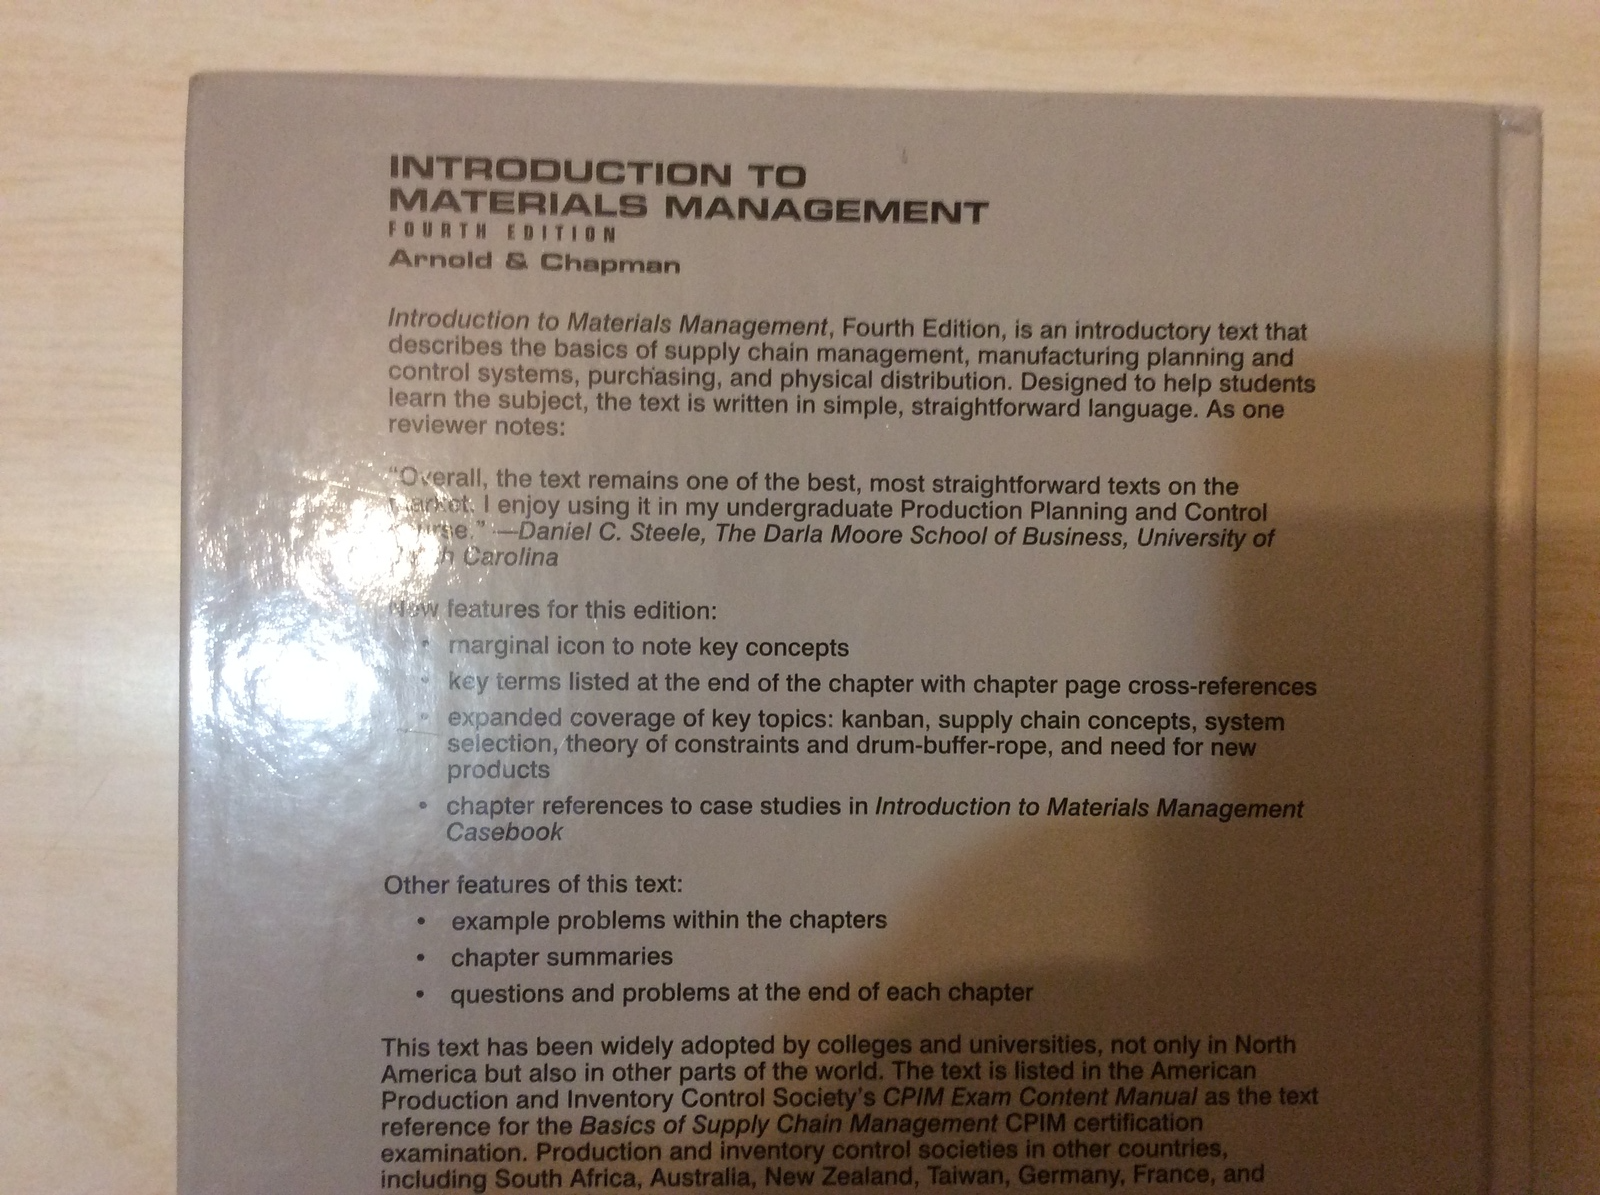 INTRODUCTION TO
MATERIALS MANAGEMENT
FOURTH EDITION
Arnold & Chapman
Introduction to Materials Management, Fourth Edition, is an introductory text that
describes the basics of supply chain management, manufacturing planning and
control systems, purchasing, and physical distribution. Designed to help students
learn the subject, the text is written in simple, straightforward language. As one
reviewer notes:
“Overall, the text remains one of the best, most straightforward texts on the
market. I enjoy using it in my undergraduate Production Planning and Control
course.” —Daniel C. Steele, The Darla Moore School of Business, University of
Carolina
New features for this edition:
• marginal icon to note key concepts
• key terms listed at the end of the chapter with chapter page cross-references
• expanded coverage of key topics: kanban, supply chain concepts, system
selection, theory of constraints and drum-buffer-rope, and need for new
products
• chapter references to case studies in Introduction to Materials Management
Casebook
Other features of this text:
• example problems within the chapters
• chapter summaries
• questions and problems at the end of each chapter
This text has been widely adopted by colleges and universities, not only in North
America but also in other parts of the world. The text is listed in the American
Production and Inventory Control Society's CPIM Exam Content Manual as the text
reference for the Basics of Supply Chain Management CPIM certification
examination. Production and inventory control societies in other countries,
including South Africa, Australia, New Zealand, Taiwan, Germany, France, and